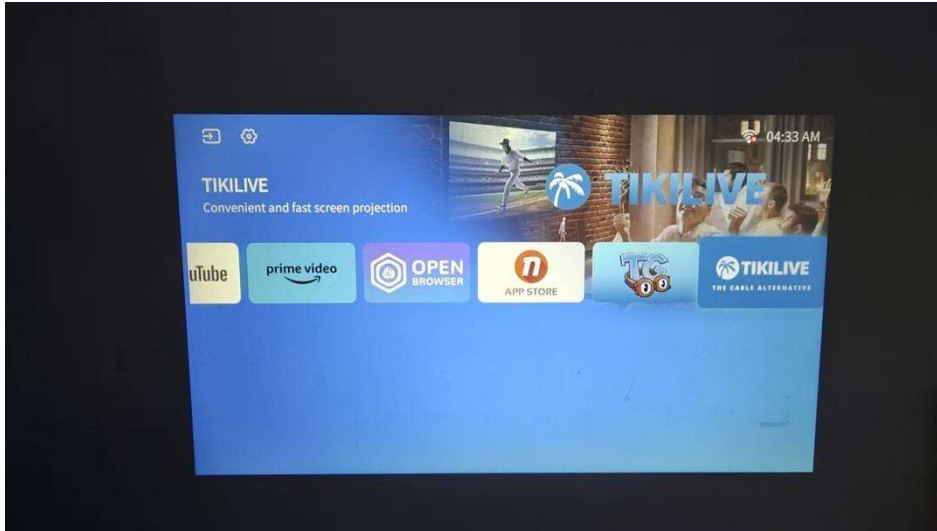 04:33 AM
TIKILIVE
TIKILIVE
Convenient and fast screen projection
uTube
prime video
OPEN
BROWSER
n
APP STORE
TG
TIKILIVE
THE CABLE ALTERNATIVE